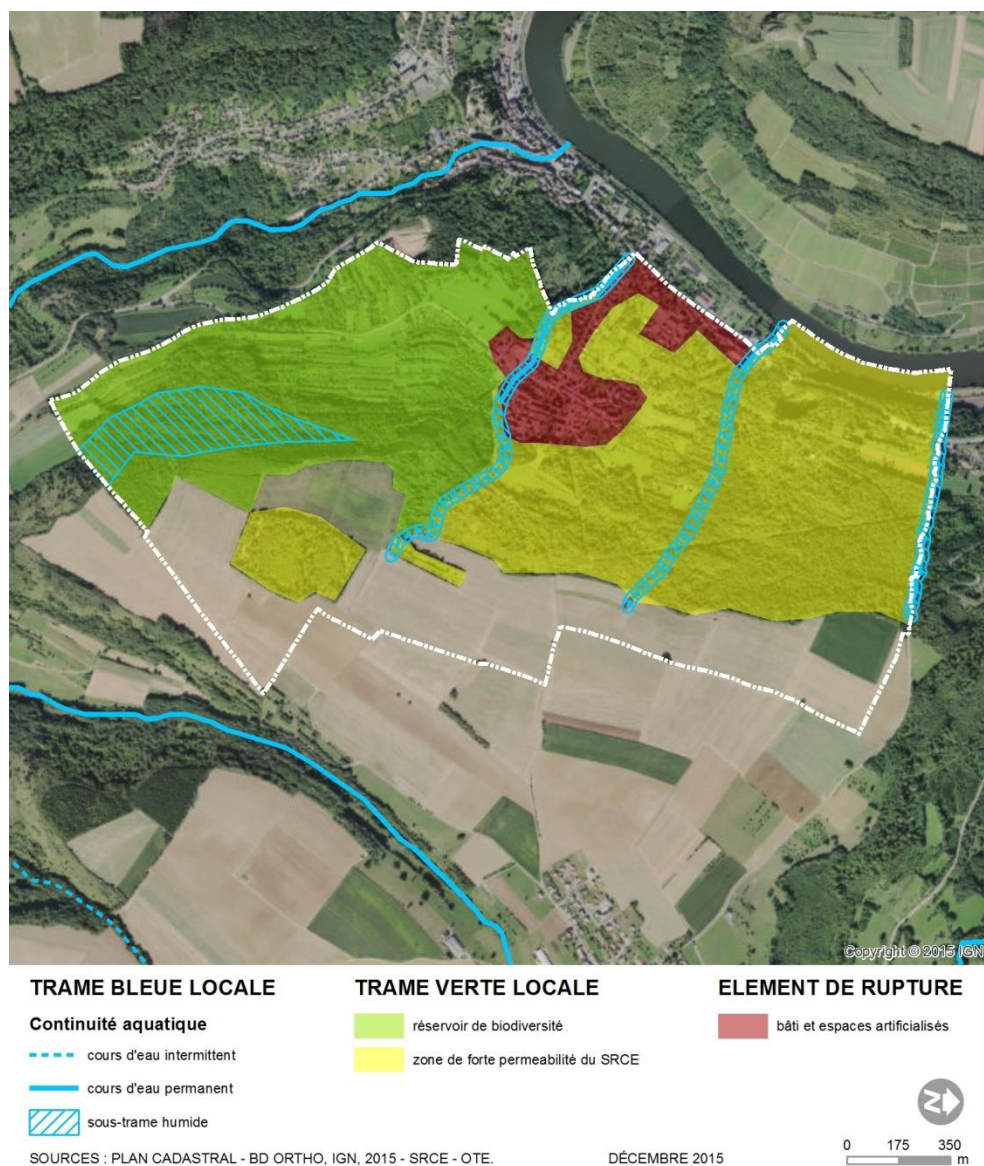 Copyright © 2015 IGN
TRAME BLEUE LOCALE
Continuité aquatique
cours d'eau intermittent
cours d'eau permanent
sous-trame humide
TRAME VERTE LOCALE
réservoir de biodiversité
zone de forte permeabilité du SRCE
ELEMENT DE RUPTURE
bâti et espaces artificialisés
N
SOURCES : PLAN CADASTRAL - BD ORTHO, IGN, 2015 - SRCE - OTE.
DÉCEMBRE 2015
0 175 350
m